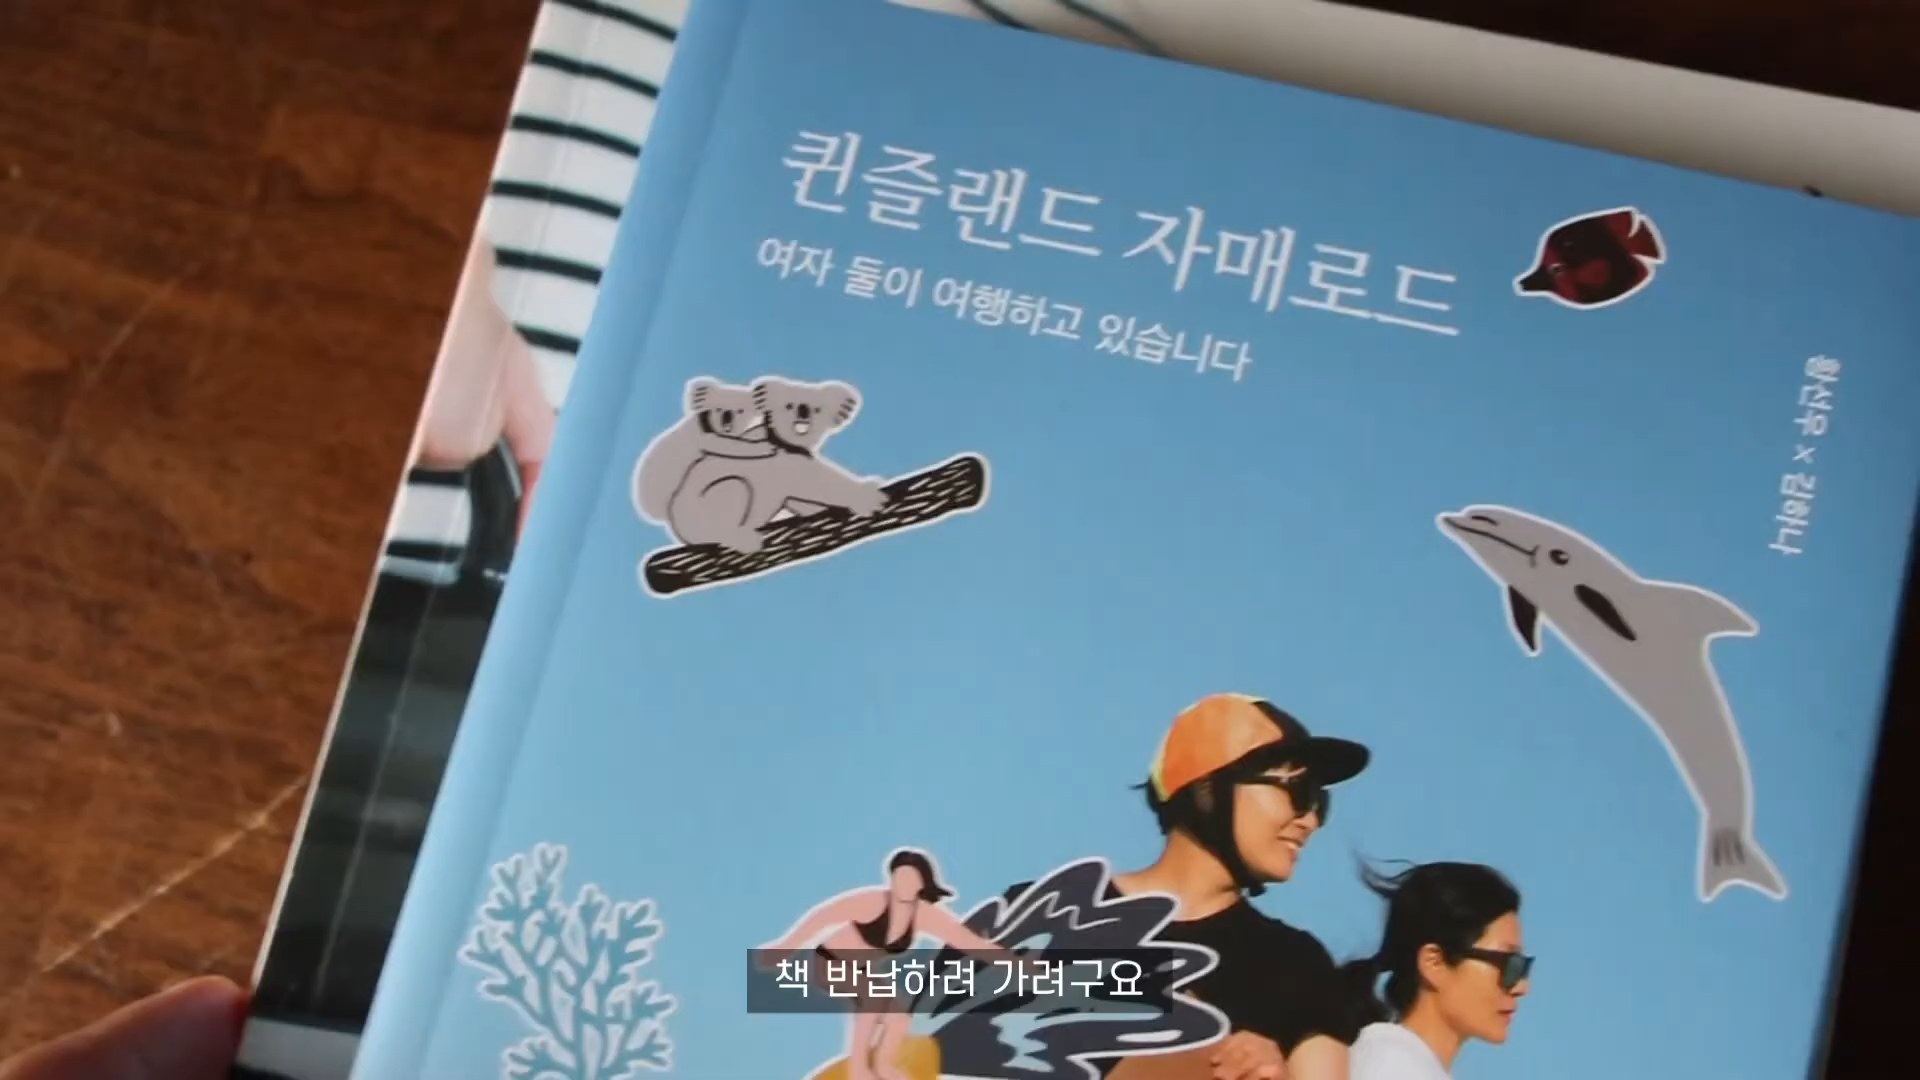 퀸즐랜드 자매로드
여자 둘이 여행하고 있습니다
황선우 x 김하나
책 반납하려 가려구요